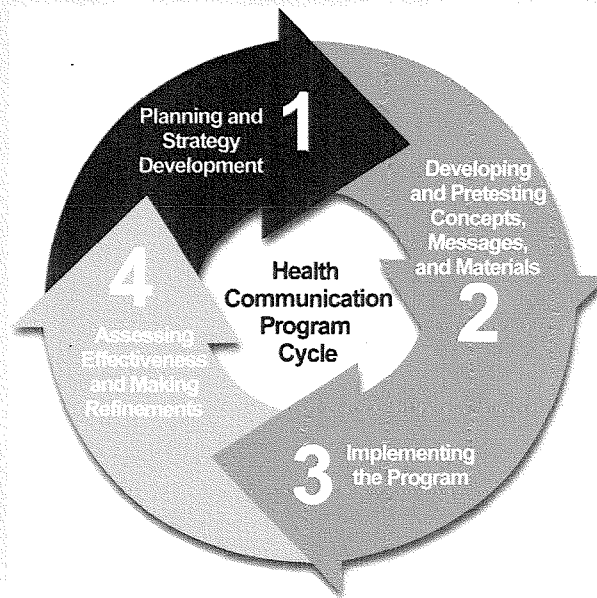 Planning and
Strategy
Development
1
Developing
and Pretesting
Concepts,
Messages,
and Materials
2
Health
Communication
Program
Cycle
3
Implementing
the Program
4
Assessing
Effectiveness
and Making
Refinements